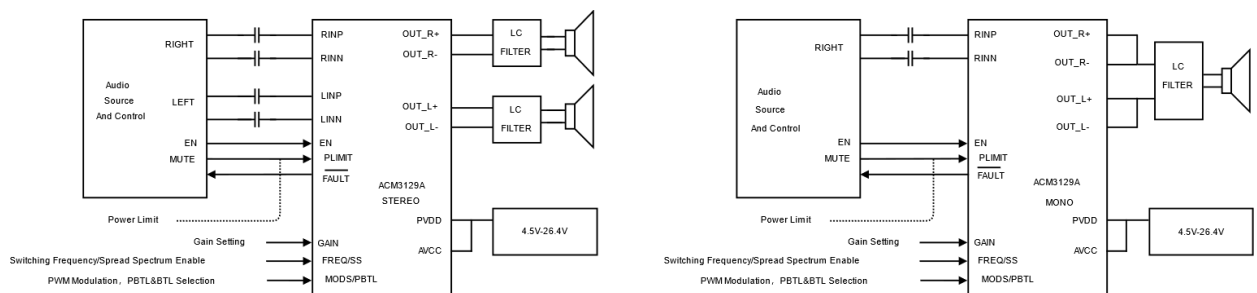 RIGHT
RINP
RINN
OUT_R+
OUT_R-
LC
FILTER
Audio
Source
And Control
LEFT
LINP
LINN
OUT_L+
OUT_L-
LC
FILTER
EN
MUTE
EN
PLIMIT
FAULT
ACM3129A
STEREO
Power Limit
PVDD
AVCC
4.5V-26.4V
Gain Setting
GAIN
Switching Frequency/Spread Spectrum Enable
FREQ/SS
PWM Modulation, PBTL&BTL Selection
MODS/PBTL
RIGHT
RINP
RINN
OUT_R+
OUT_R-
LC
FILTER
Audio
Source
And Control
OUT_L+
OUT_L-
EN
MUTE
EN
PLIMIT
FAULT
ACM3129A
MONO
Power Limit
PVDD
AVCC
4.5V-26.4V
Gain Setting
GAIN
Switching Frequency/Spread Spectrum Enable
FREQ/SS
PWM Modulation, PBTL&BTL Selection
MODS/PBTL